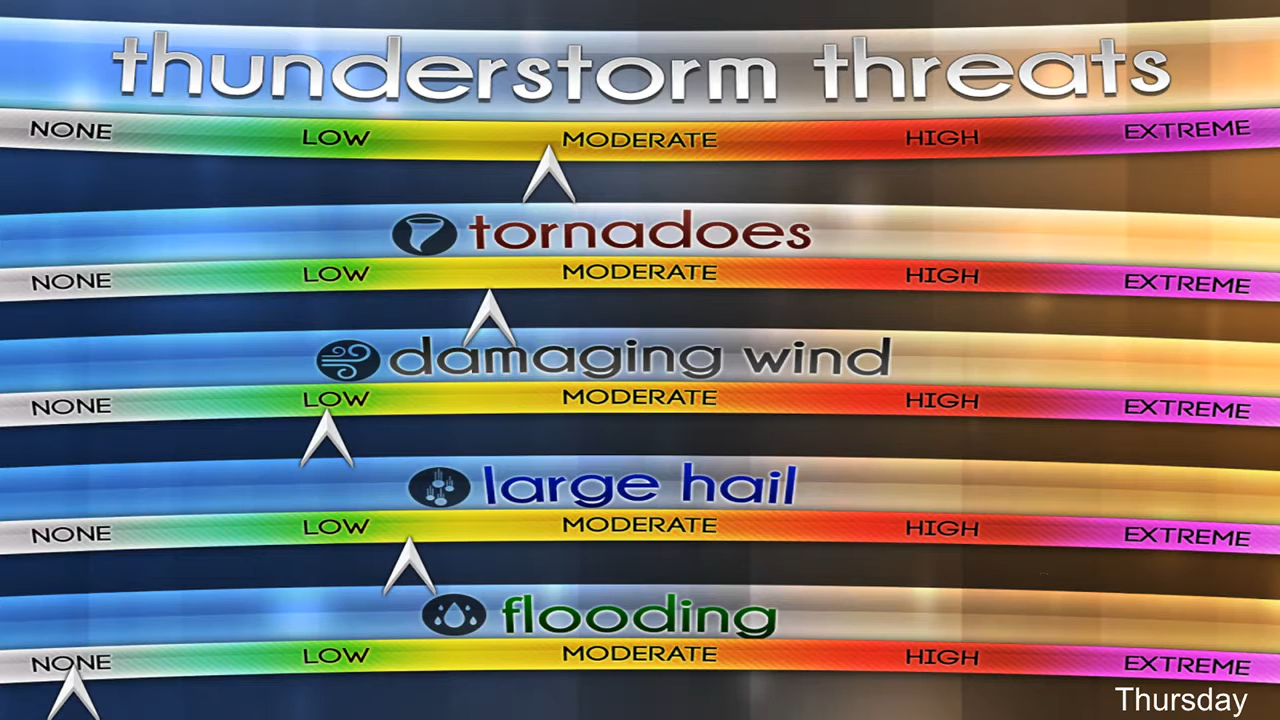 thunderstorm threats
NONE LOW MODERATE HIGH EXTREME
tornadoes
NONE LOW MODERATE HIGH EXTREME
damaging wind
NONE LOW MODERATE HIGH EXTREME
large hail
NONE LOW MODERATE HIGH EXTREME
flooding
NONE LOW MODERATE HIGH EXTREME
Thursday